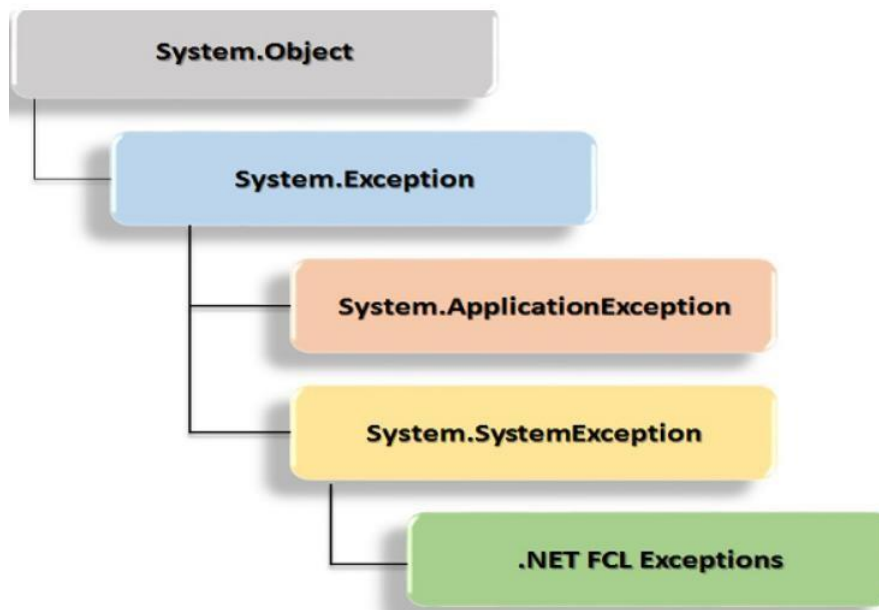 System.Object
System.Exception
System.ApplicationException
System.SystemException
.NET FCL Exceptions